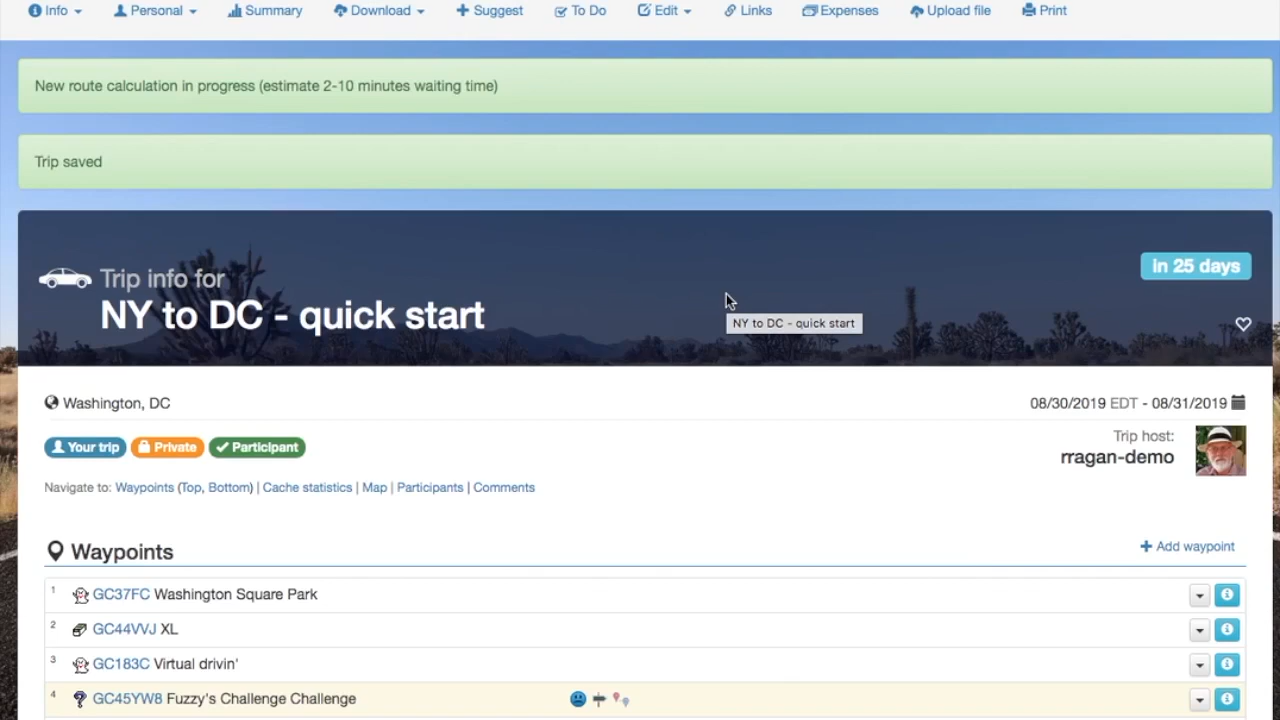 Info Personal Summary Download Suggest To Do Edit Links Expenses Upload file Print
New route calculation in progress (estimate 2-10 minutes waiting time)
Trip saved
Trip info for
in 25 days
NY to DC - quick start
NY to DC - quick start
Washington, DC
08/30/2019 EDT - 08/31/2019
Your trip Private Participant
Trip host:
rragan-demo
Navigate to: Waypoints (Top, Bottom) | Cache statistics | Map | Participants | Comments
Waypoints
Add waypoint
1 GC37FC Washington Square Park
2 GC44VVJ XL
3 GC183C Virtual drivin'
4 GC45YW8 Fuzzy's Challenge Challenge